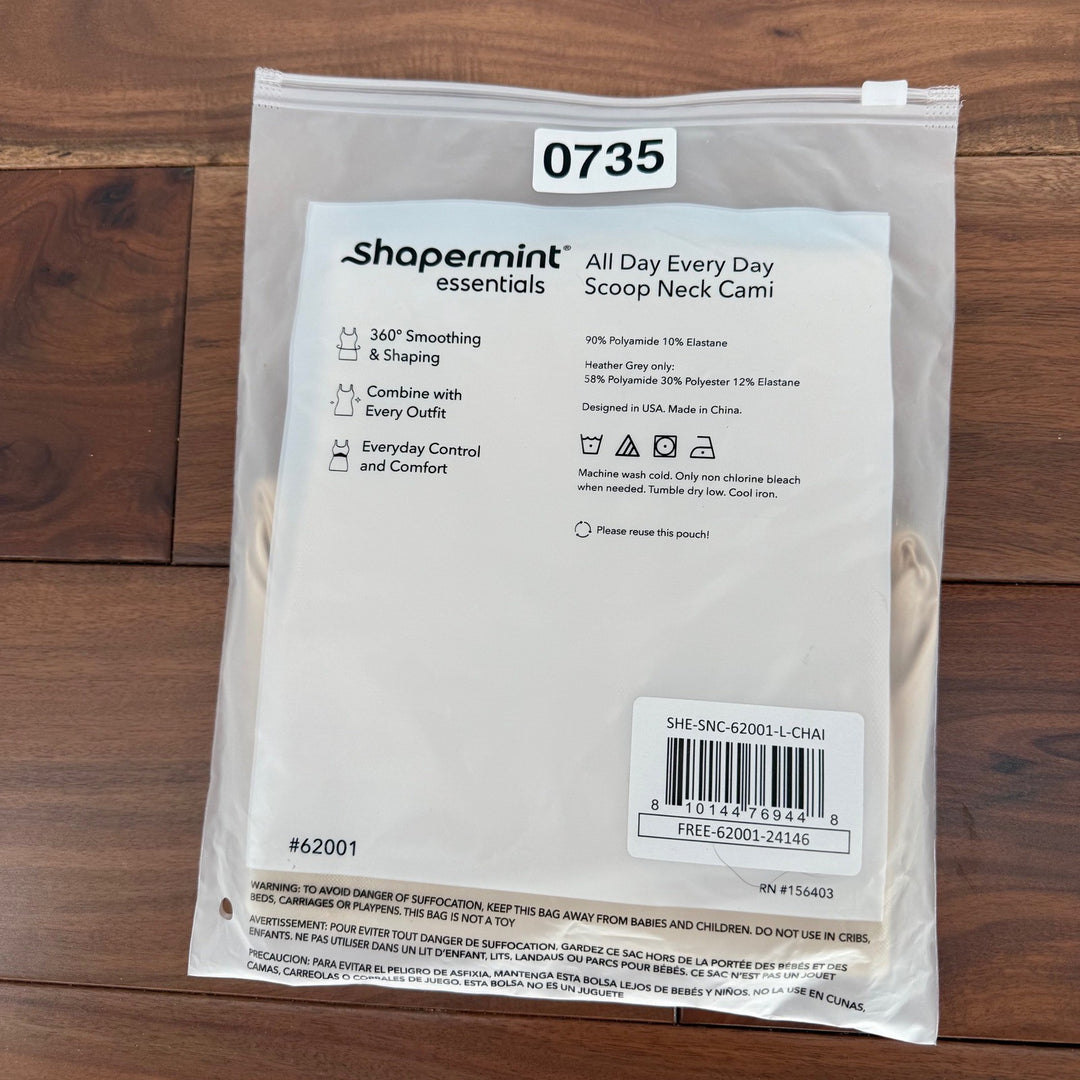 0735
Shapermint®
essentials
All Day Every Day
Scoop Neck Cami
360° Smoothing
& Shaping
Combine with
Every Outfit
Everyday Control
and Comfort
90% Polyamide 10% Elastane
Heather Grey only:
58% Polyamide 30% Polyester 12% Elastane
Designed in USA. Made in China.
Machine wash cold. Only non chlorine bleach
when needed. Tumble dry low. Cool iron.
Please reuse this pouch!
SHE-SNC-62001-L-CHAI
8 10144 76944 8
FREE-62001-24146
#62001
RN #156403
WARNING: TO AVOID DANGER OF SUFFOCATION, KEEP THIS BAG AWAY FROM BABIES AND CHILDREN. DO NOT USE IN CRIBS,
BEDS, CARRIAGES OR PLAYPENS. THIS BAG IS NOT A TOY
AVERTISSEMENT: POUR EVITER TOUT DANGER DE SUFFOCATION, GARDEZ CE SAC HORS DE LA PORTÉE DES BÉBÉS ET DES
ENFANTS. NE PAS UTILISER DANS UN LIT D'ENFANT, LITS, LANDAUS OU PARCS POUR BÉBÉS. CE SAC N'EST PAS UN JOUET
PRECAUCION: PARA EVITAR EL PELIGRO DE ASFIXIA, MANTENGA ESTA BOLSA LEJOS DE BEBÉS Y NIÑOS. NO LA USE EN CUNAS,
CAMAS, CARREOLAS O CORRALES DE JUEGO. ESTA BOLSA NO ES UN JUGUETE